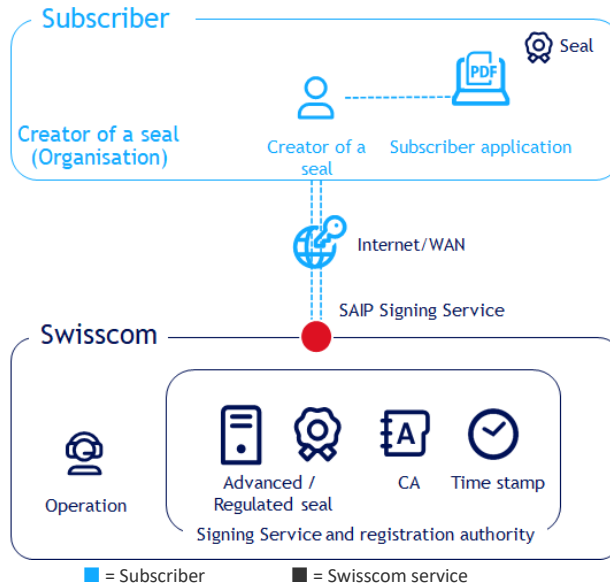 Subscriber
Seal
PDF
Creator of a seal
(Organisation)
Creator of a
seal
Subscriber application
Internet/WAN
SAIP Signing Service
Swisscom
A
Operation
Advanced /
Regulated seal
CA
Time stamp
Signing Service and registration authority
= Subscriber
= Swisscom service